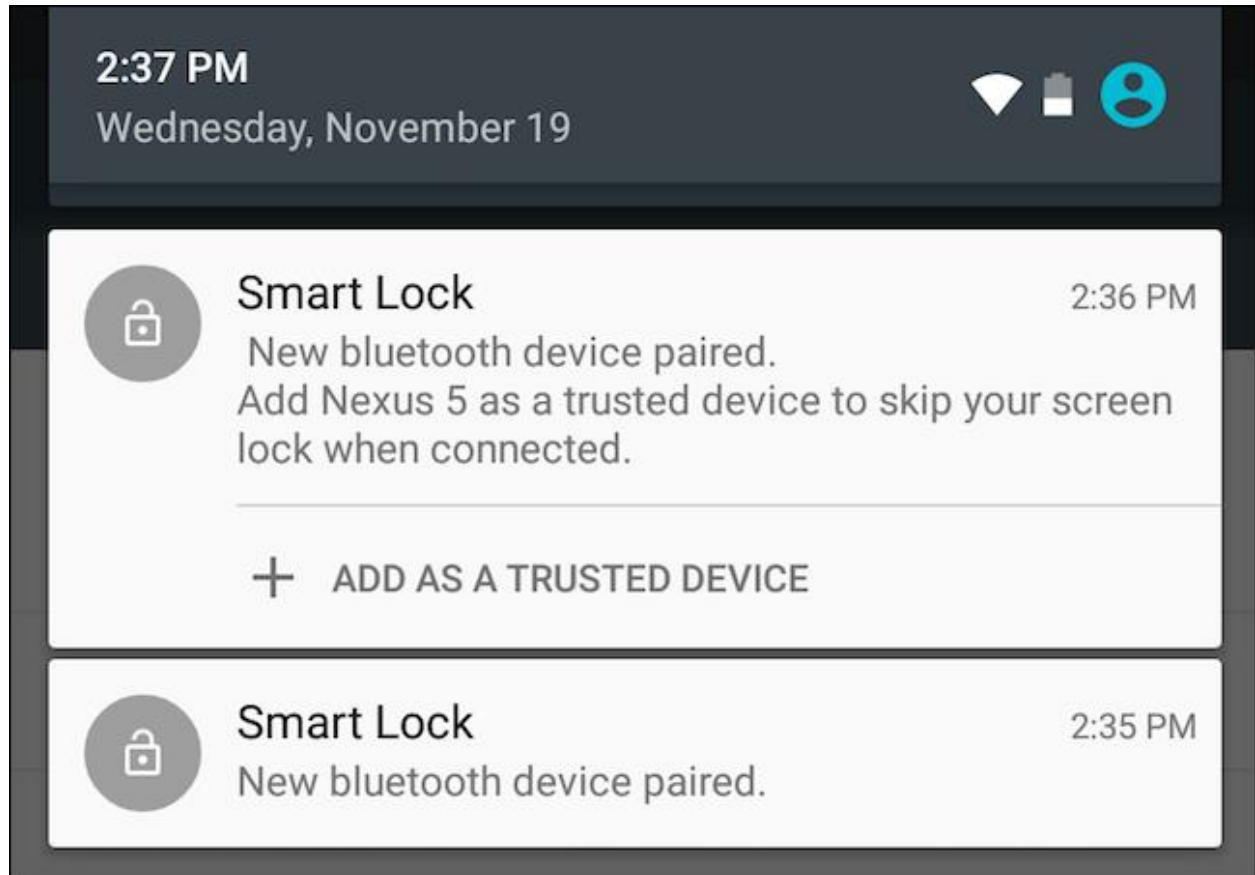 2:37 PM
Wednesday, November 19
Smart Lock 2:36 PM
New bluetooth device paired.
Add Nexus 5 as a trusted device to skip your screen
lock when connected.
+ ADD AS A TRUSTED DEVICE
Smart Lock 2:35 PM
New bluetooth device paired.